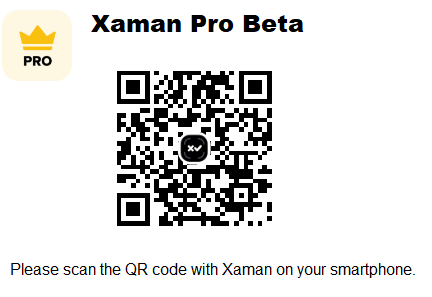 Xaman Pro Beta
PRO
Please scan the QR code with Xaman on your smartphone.